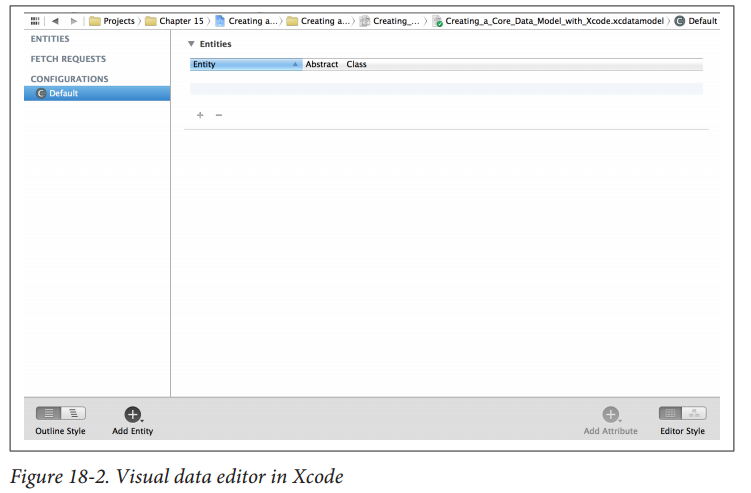 Projects Chapter 15 Creating a... Creating a... Creating_... Creating_a_Core_Data_Model_with_Xcode.xcdatamodel C Default
ENTITIES
FETCH REQUESTS
CONFIGURATIONS
C Default
Entities
Entity Abstract Class
Outline Style Add Entity Add Attribute Editor Style
Figure 18-2. Visual data editor in Xcode